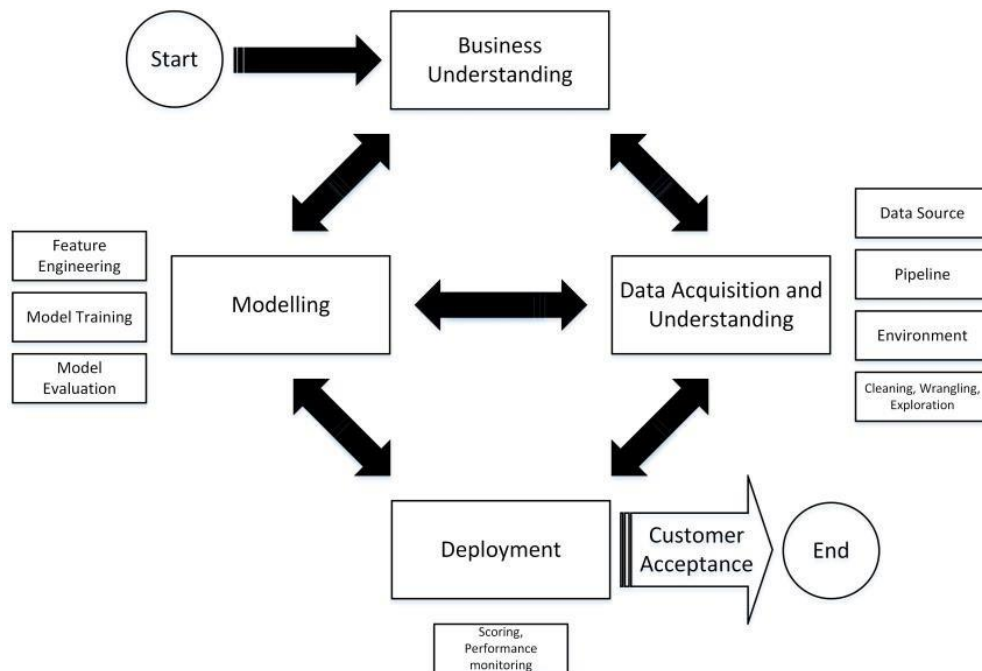 Start
Business
Understanding
Feature
Engineering
Model Training
Model
Evaluation
Modelling
Data Acquisition and
Understanding
Data Source
Pipeline
Environment
Cleaning, Wrangling,
Exploration
Deployment
Customer
Acceptance
End
Scoring,
Performance
monitoring